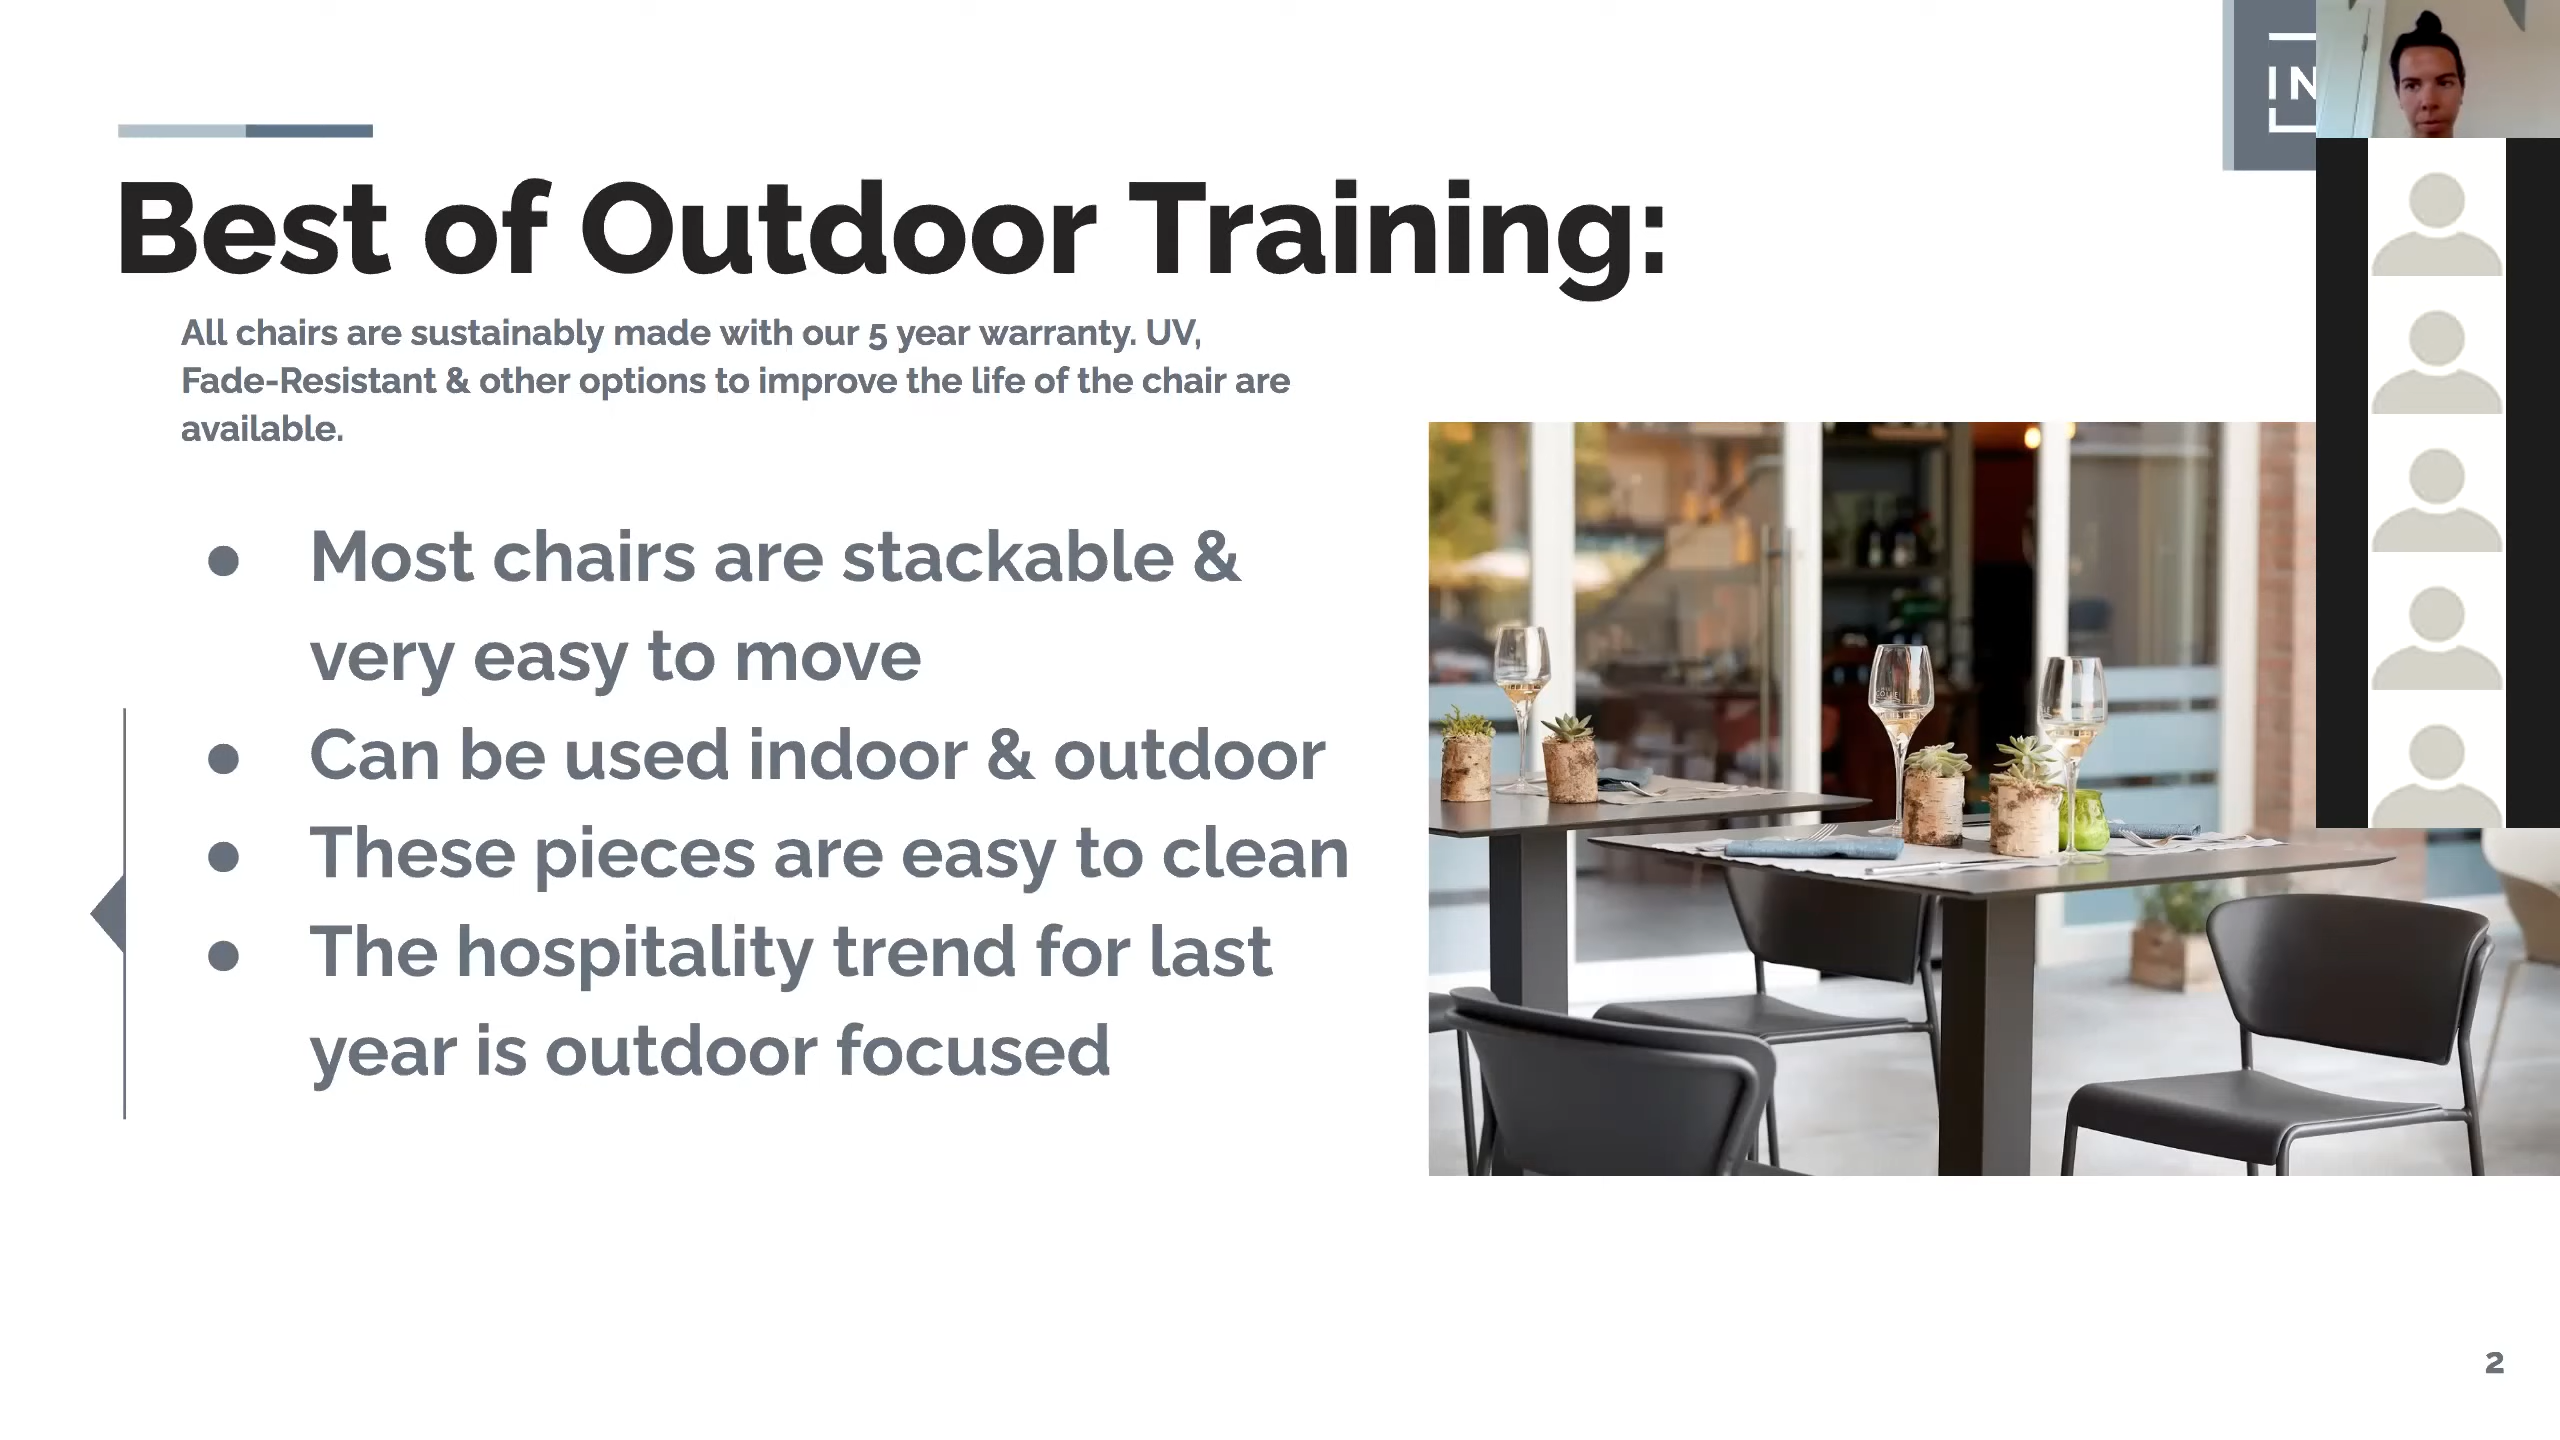 IN
Best of Outdoor Training:
All chairs are sustainably made with our 5 year warranty. UV,
Fade-Resistant & other options to improve the life of the chair are
available.
● Most chairs are stackable &
very easy to move
● Can be used indoor & outdoor
● These pieces are easy to clean
● The hospitality trend for last
year is outdoor focused
2